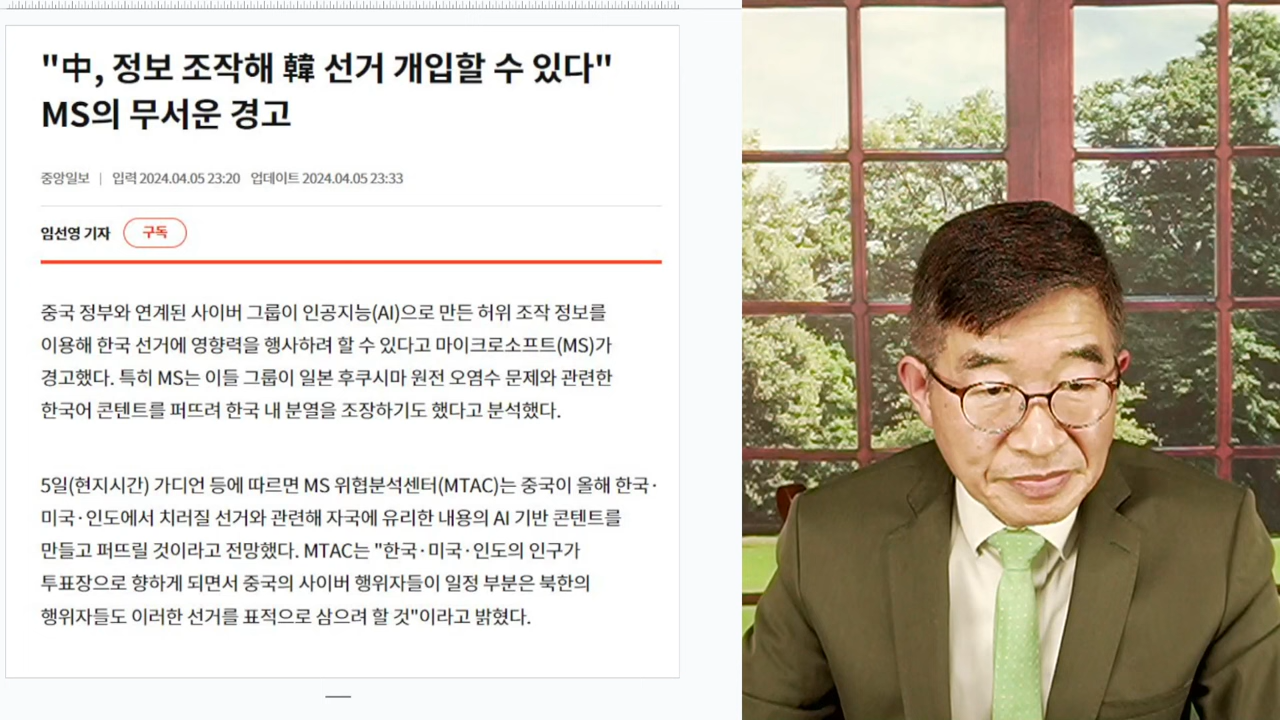 "中, 정보 조작해 韓 선거 개입할 수 있다"
MS의 무서운 경고
중앙일보 | 입력 2024.04.05 23:20 업데이트 2024.04.05 23:33
임선영 기자 구독
중국 정부와 연계된 사이버 그룹이 인공지능(AI)으로 만든 허위 조작 정보를
이용해 한국 선거에 영향력을 행사하려 할 수 있다고 마이크로소프트(MS)가
경고했다. 특히 MS는 이들 그룹이 일본 후쿠시마 원전 오염수 문제와 관련한
한국어 콘텐트를 퍼뜨려 한국 내 분열을 조장하기도 했다고 분석했다.
5일(현지시간) 가디언 등에 따르면 MS 위협분석센터(MTAC)는 중국이 올해 한국·
미국·인도에서 치러질 선거와 관련해 자국에 유리한 내용의 AI 기반 콘텐트를
만들고 퍼뜨릴 것이라고 전망했다. MTAC는 "한국·미국·인도의 인구가
투표장으로 향하게 되면서 중국의 사이버 행위자들이 일정 부분은 북한의
행위자들도 이러한 선거를 표적으로 삼으려 할 것"이라고 밝혔다.